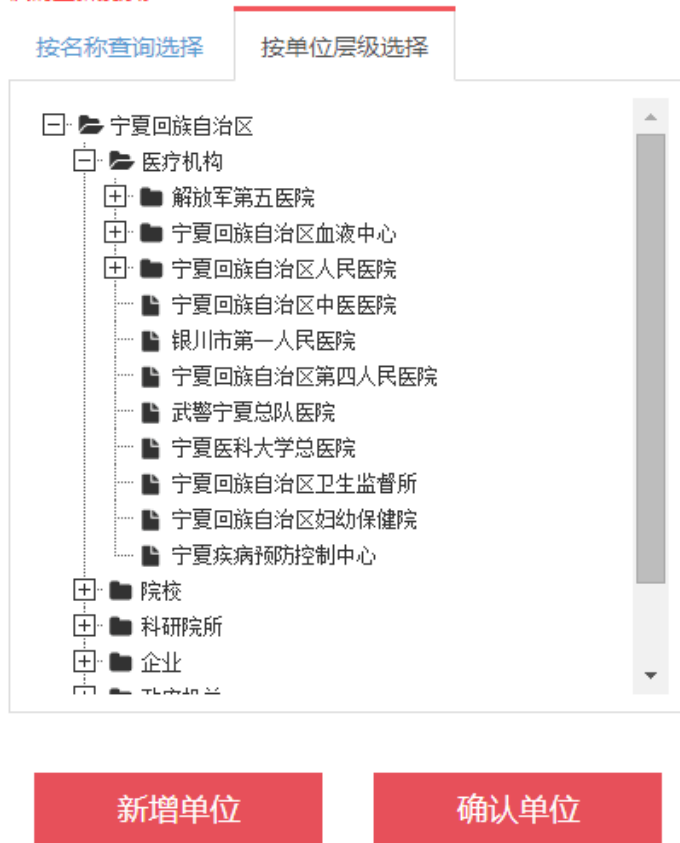 按名称查询选择 按单位层级选择
宁夏回族自治区
医疗机构
解放军第五医院
宁夏回族自治区血液中心
宁夏回族自治区人民医院
宁夏回族自治区中医医院
银川市第一人民医院
宁夏回族自治区第四人民医院
武警宁夏总队医院
宁夏医科大学总医院
宁夏回族自治区卫生监督所
宁夏回族自治区妇幼保健院
宁夏疾病预防控制中心
院校
科研院所
企业
新增单位 确认单位